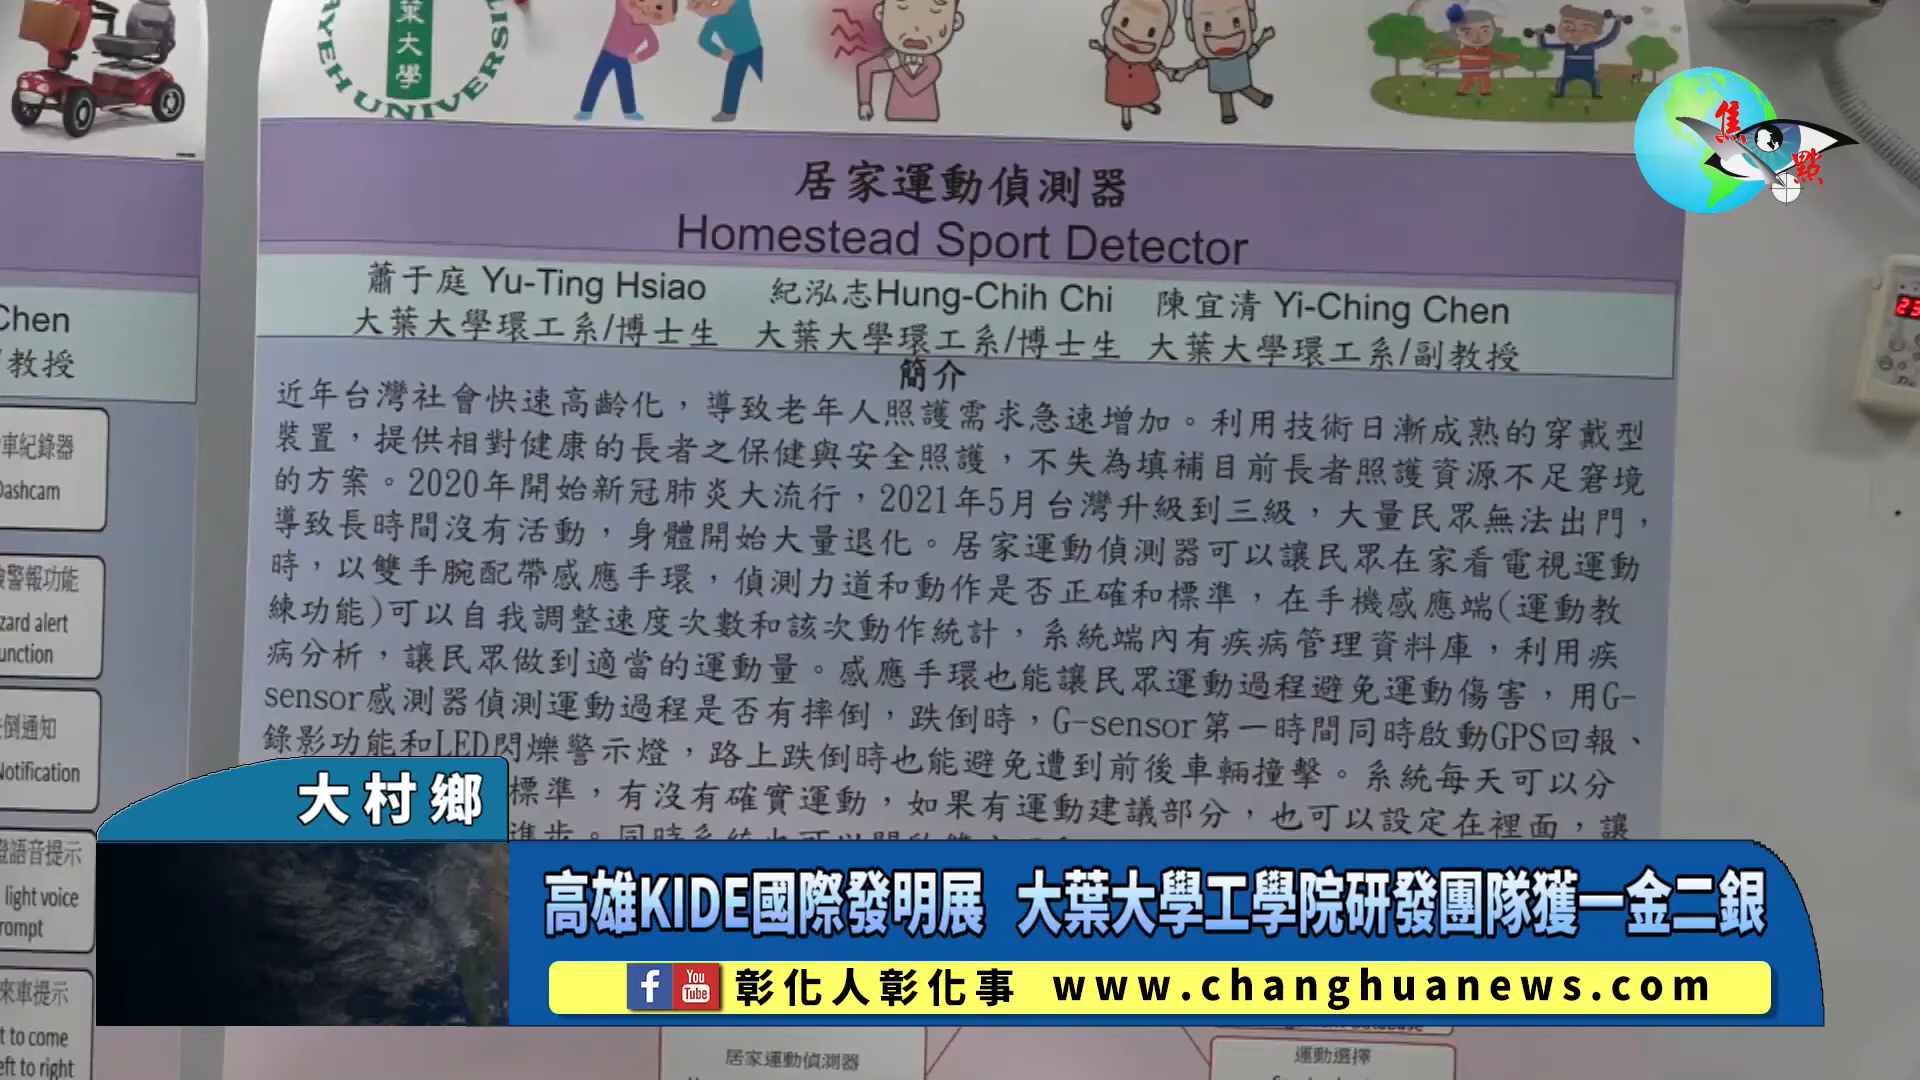 葉大學
YEH UNIVERSI
焦點
居家運動偵測器
Homestead Sport Detector
蕭于庭 Yu-Ting Hsiao 紀泓志Hung-Chih Chi 陳宜清 Yi-Ching Chen
大葉大學環工系/博士生 大葉大學環工系/博士生 大葉大學環工系/副教授
簡介
近年台灣社會快速高齡化，導致老年人照護需求急速增加。利用技術日漸成熟的穿戴型
裝置，提供相對健康的長者之保健與安全照護，不失為填補目前長者照護資源不足窘境
的方案。2020年開始新冠肺炎大流行，2021年5月台灣升級到三級，大量民眾無法出門，
導致長時間沒有活動，身體開始大量退化。居家運動偵測器可以讓民眾在家看電視運動
時，以雙手腕配帶感應手環，偵測力道和動作是否正確和標準，在手機感應端(運動教
練功能)可以自我調整速度次數和該次動作統計，系統端內有疾病管理資料庫，利用疾
病分析，讓民眾做到適當的運動量。感應手環也能讓民眾運動過程避免運動傷害，用G-
sensor感測器偵測運動過程是否有摔倒，跌倒時，G-sensor第一時間同時啟動GPS回報、
錄影功能和LED閃爍警示燈，路上跌倒時也能避免遭到前後車輛撞擊。系統每天可以分
標準，有沒有確實運動，如果有運動建議部分，也可以設定在裡面，讓
Chen
/教授
車紀錄器
Dashcam
警報功能
zard alert
unction
倒通知
Notification
語音提示
light voice
rompt
來車提示
t to come
eft to right
23
大村鄉
高雄KIDE國際發明展 大葉大學工學院研發團隊獲一金二銀
f You Tube 彰化人彰化事 www.changhuanews.com
居家運動偵測器
運動選擇